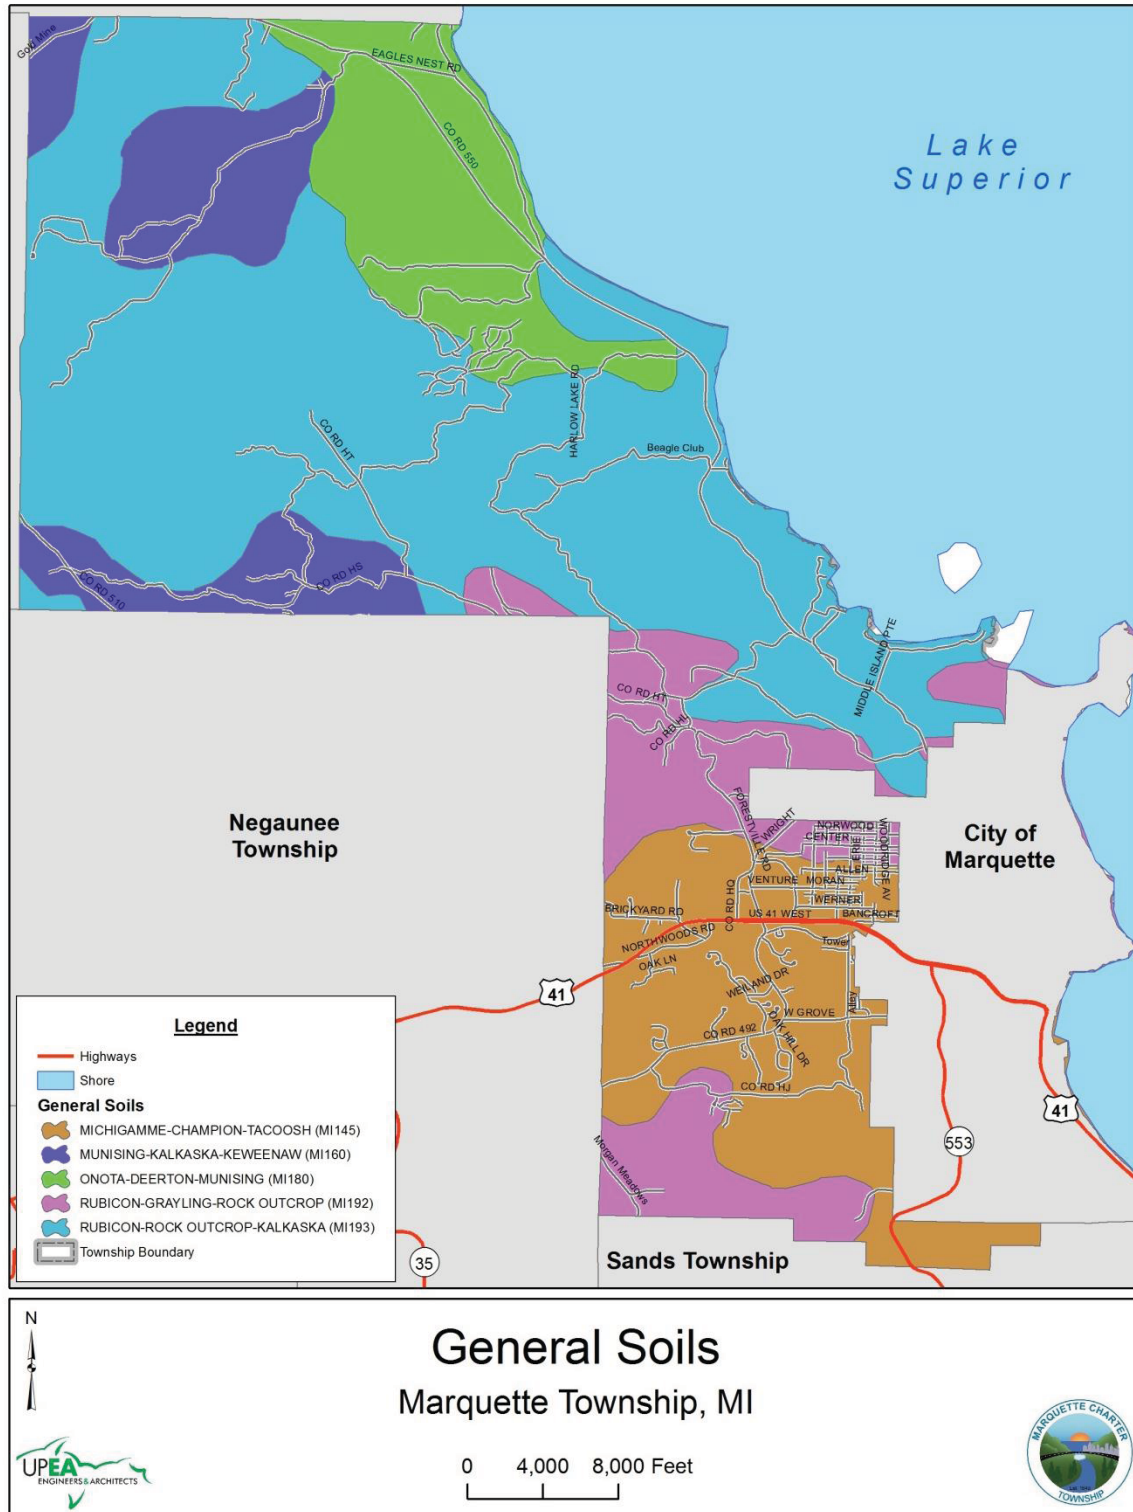 Gold Mine
EAGLES NEST RD
CO RD 550
Lake
Superior
HARLOW LAKE RD
CO RD HT
Beagle Club
CO RD HS
CO RD 510
MIDDLE ISLAND PTE
CO RD HT
CO RD HL
Negaunee
Township
FORESTVILLE RD
WRIGHT
NORWOOD
CENTER
ERIE
WOODRIDGE AV
City of
Marquette
ALLEN
VENTURE
MORAN
WERNER
CO RD HQ
BRICKYARD RD
US 41 WEST
BANCROFT
NORTHWOODS RD
Tower
OAK LN
41
WEILAND DR
Alley
W GROVE
OAK HILL DR
CO RD 492
CO RD HJ
41
553
Morgan Meadows
Sands Township
35
Legend
Highways
Shore
General Soils
MICHIGAMME-CHAMPION-TACOOSH (MI145)
MUNISING-KALKASKA-KEWEENAW (MI160)
ONOTA-DEERTON-MUNISING (MI180)
RUBICON-GRAYLING-ROCK OUTCROP (MI192)
RUBICON-ROCK OUTCROP-KALKASKA (MI193)
Township Boundary
N
General Soils
Marquette Township, MI
0 4,000 8,000 Feet
UPEA
ENGINEERS & ARCHITECTS
MARQUETTE CHARTER
TOWNSHIP